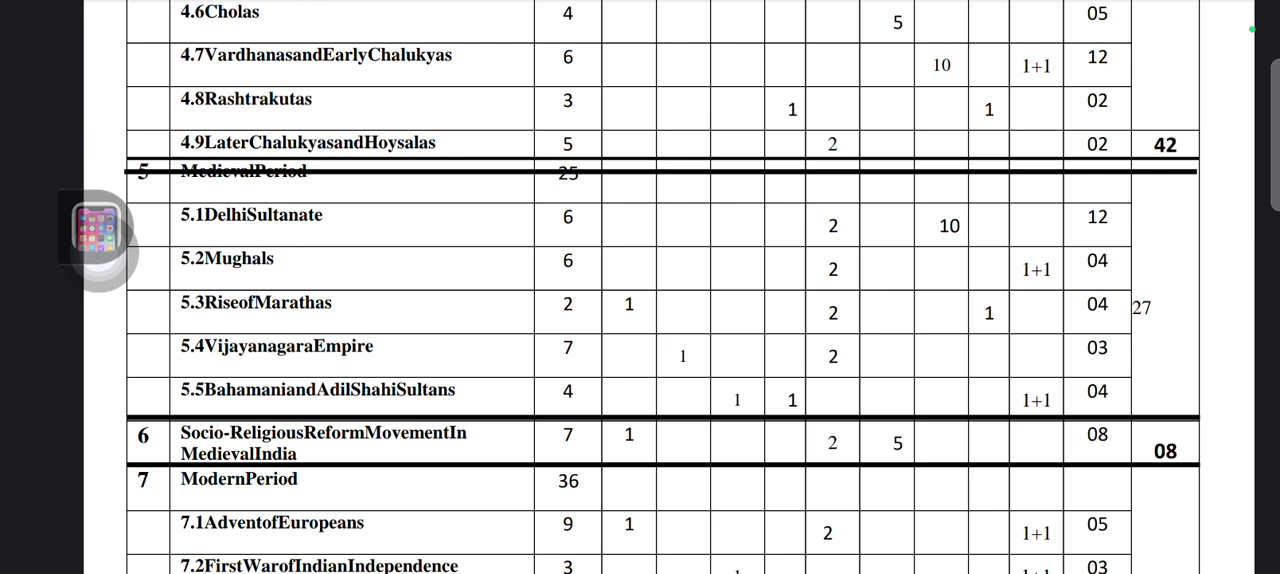 4.6Cholas 4 5 05
4.7VardhanasandEarlyChalukyas 6 10 1+1 12
4.8Rashtrakutas 3 1 1 02
4.9LaterChalukyasandHoysalas 5 2 02 42
5 MedievalPeriod 25
5.1DelhiSultanate 6 2 10 12
5.2Mughals 6 2 1+1 04
5.3RiseofMarathas 2 1 2 1 04 27
5.4VijayanagaraEmpire 7 1 2 03
5.5BahamaniandAdilShahiSultans 4 1 1 1+1 04
6 Socio-ReligiousReformMovementIn 7 1 2 5 08
MedievalIndia 08
7 ModernPeriod 36
7.1AdventofEuropeans 9 1 2 1+1 05
7.2FirstWarofIndianIndependence 3 1 1+1 03